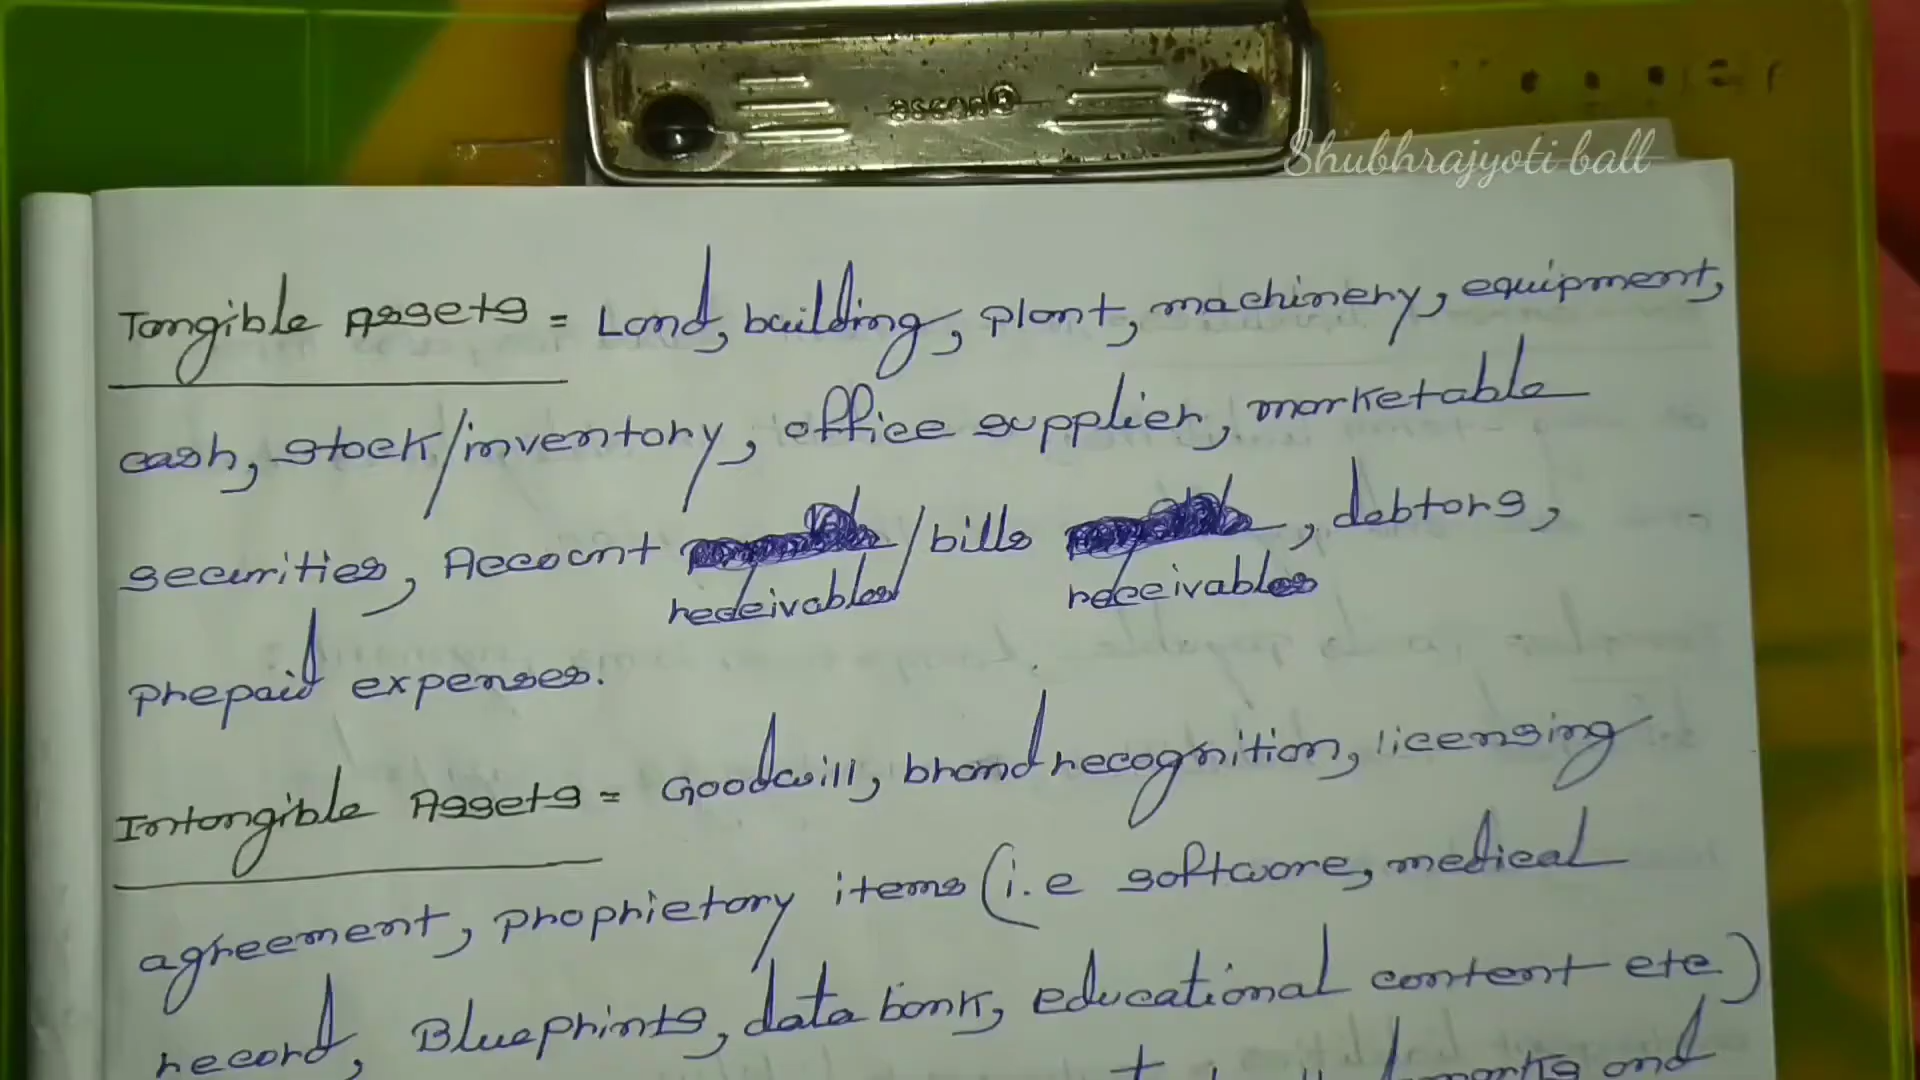 Shubhrajyoti ball
Tangible Assets = Land, building, plant, machinery, equipment,
cash, stock/inventory, office supplies, marketable
securities, Account /bills , debtors,
receivables receivables
prepaid expenses.
Intangible Assets = Goodwill, brand recognition, licensing
agreement, prophietory items (i.e software, medical
record, Blueprints, data bank, educational content etc)
and